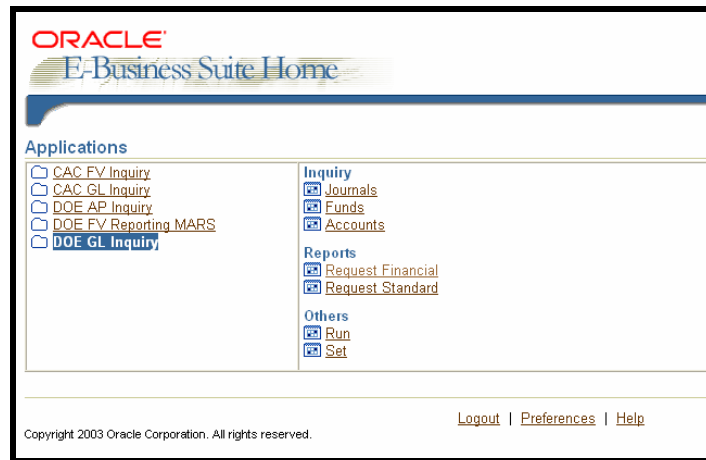 ORACLE
E-Business Suite Home
Applications
CAC FV Inquiry
CAC GL Inquiry
DOE AP Inquiry
DOE FV Reporting MARS
DOE GL Inquiry
Inquiry
Journals
Funds
Accounts
Reports
Request Financial
Request Standard
Others
Run
Set
Logout | Preferences | Help
Copyright 2003 Oracle Corporation. All rights reserved.